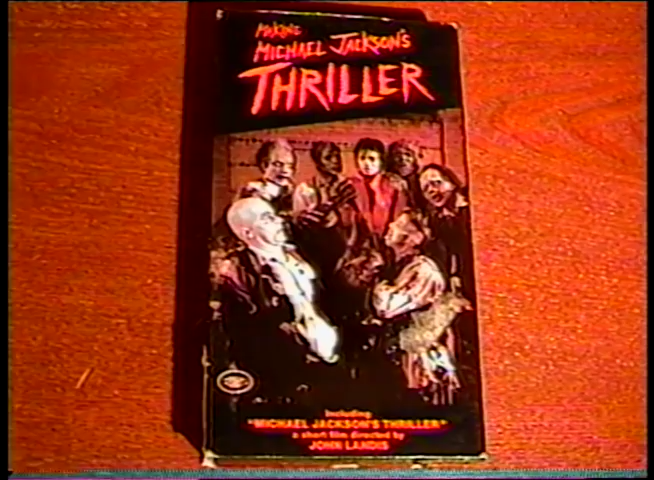 MAKING
MICHAEL JACKSON'S
THRILLER
Including
"MICHAEL JACKSON'S THRILLER"
a short film directed by
JOHN LANDIS